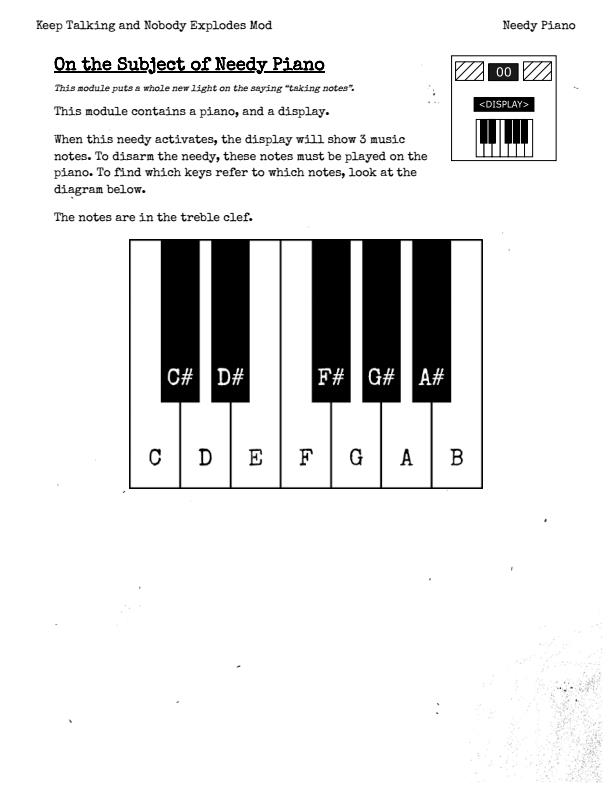 Keep Talking and Nobody Explodes Mod
Needy Piano
On the Subject of Needy Piano
This module puts a whole new light on the saying “taking notes”.
00
<DISPLAY>
This module contains a piano, and a display.
When this needy activates, the display will show 3 music
notes. To disarm the needy, these notes must be played on the
piano. To find which keys refer to which notes, look at the
diagram below.
The notes are in the treble clef.
C# D# F# G# A#
C D E F G A B